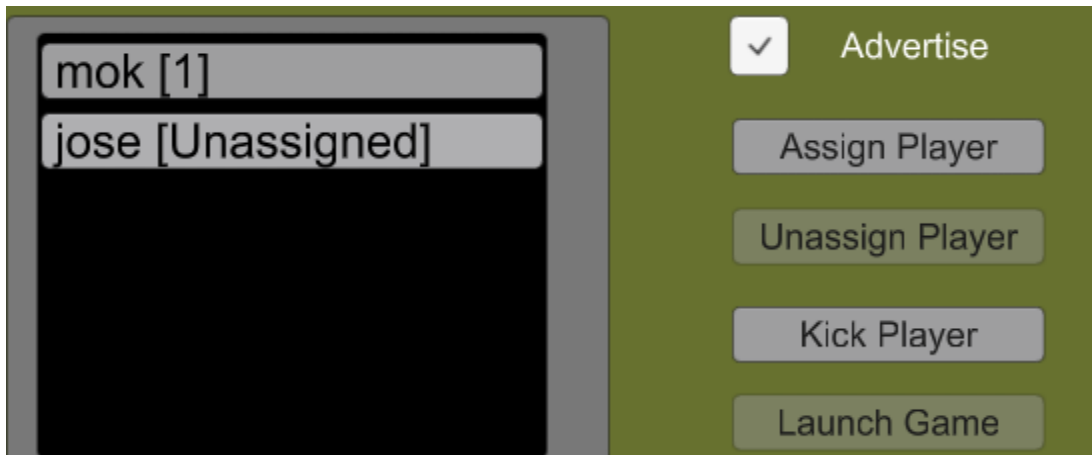 mok [1]
jose [Unassigned]
Advertise
Assign Player
Unassign Player
Kick Player
Launch Game